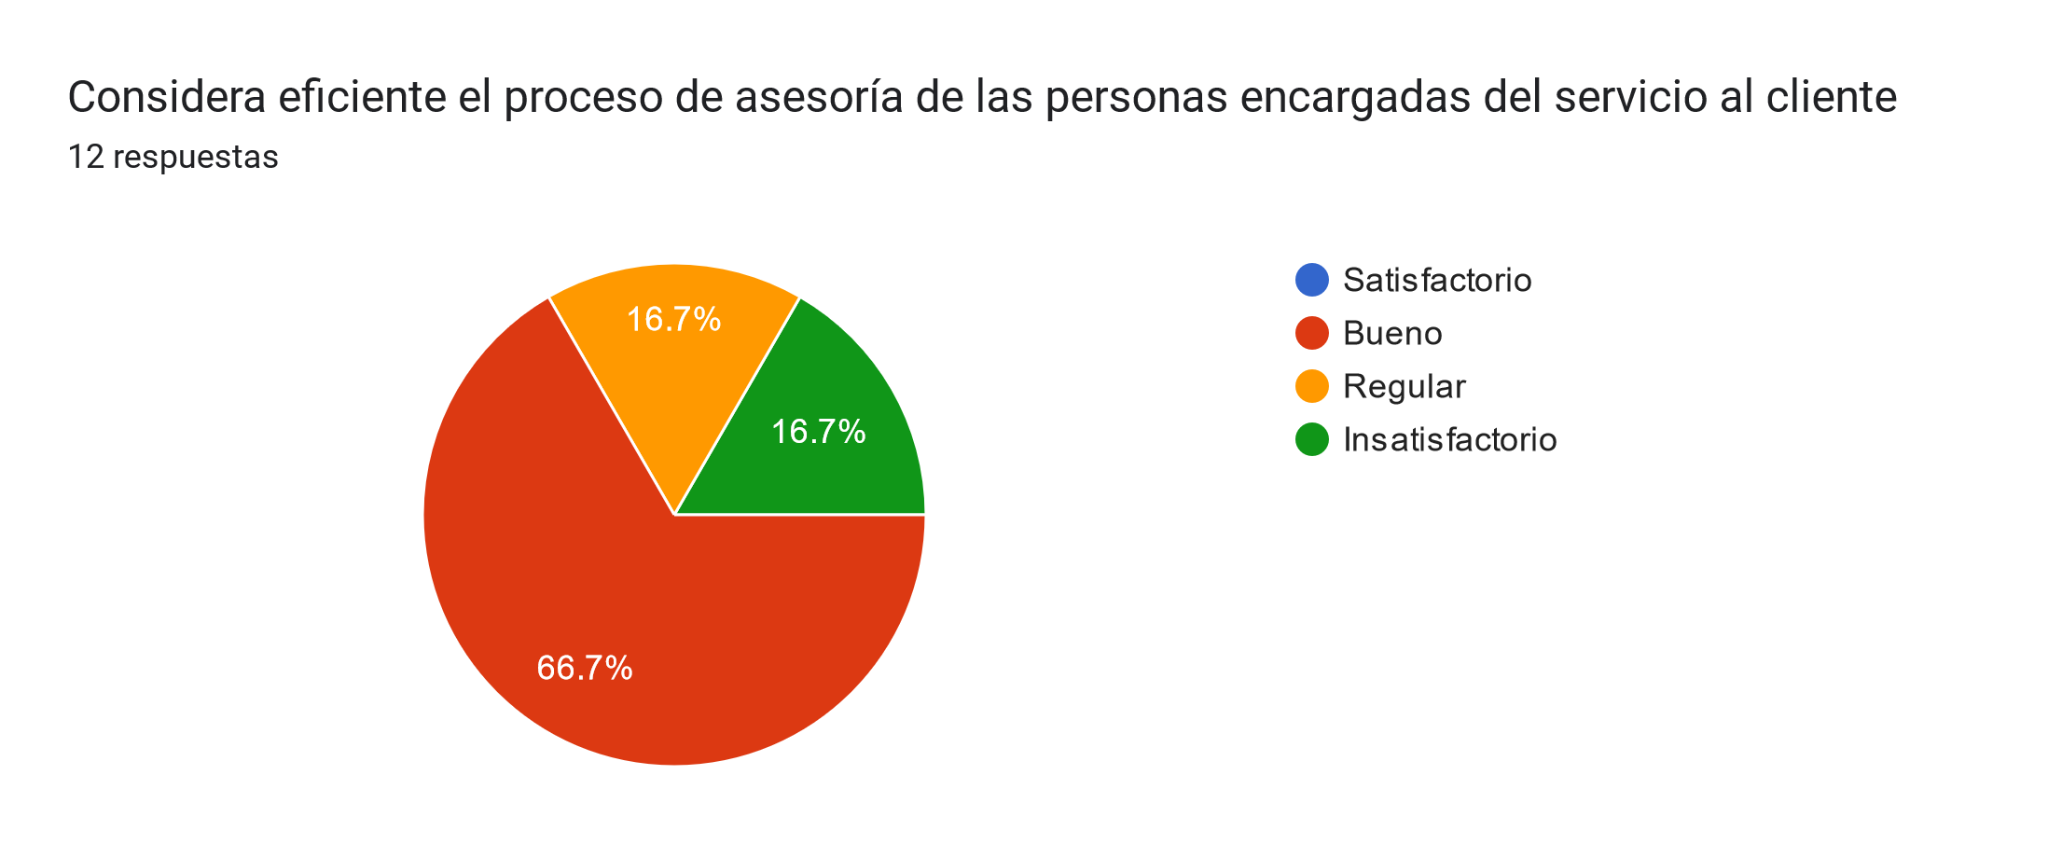 Considera eficiente el proceso de asesoría de las personas encargadas del servicio al cliente
12 respuestas
16.7%
16.7%
66.7%
Satisfactorio
Bueno
Regular
Insatisfactorio